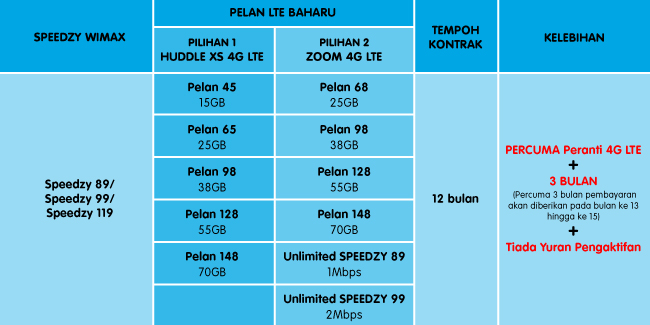 SPEEDZY WIMAX
PELAN LTE BAHARU
PILIHAN 1
HUDDLE XS 4G LTE
PILIHAN 2
ZOOM 4G LTE
TEMPOH
KONTRAK
KELEBIHAN
Speedzy 89/
Speedzy 99/
Speedzy 119
Pelan 45
15GB
Pelan 65
25GB
Pelan 98
38GB
Pelan 128
55GB
Pelan 148
70GB
Pelan 68
25GB
Pelan 98
38GB
Pelan 128
55GB
Pelan 148
70GB
Unlimited SPEEDZY 89
1Mbps
Unlimited SPEEDZY 99
2Mbps
12 bulan
PERCUMA Peranti 4G LTE
+
3 BULAN
(Percuma 3 bulan pembayaran
akan diberikan pada bulan ke 13
hingga ke 15)
+
Tiada Yuran Pengaktifan